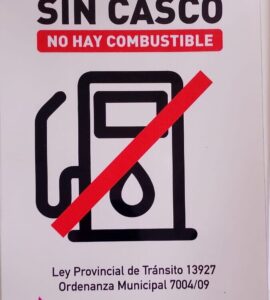 SIN CASCO
NO HAY COMBUSTIBLE
Ley Provincial de Tránsito 13927
Ordenanza Municipal 7004/09